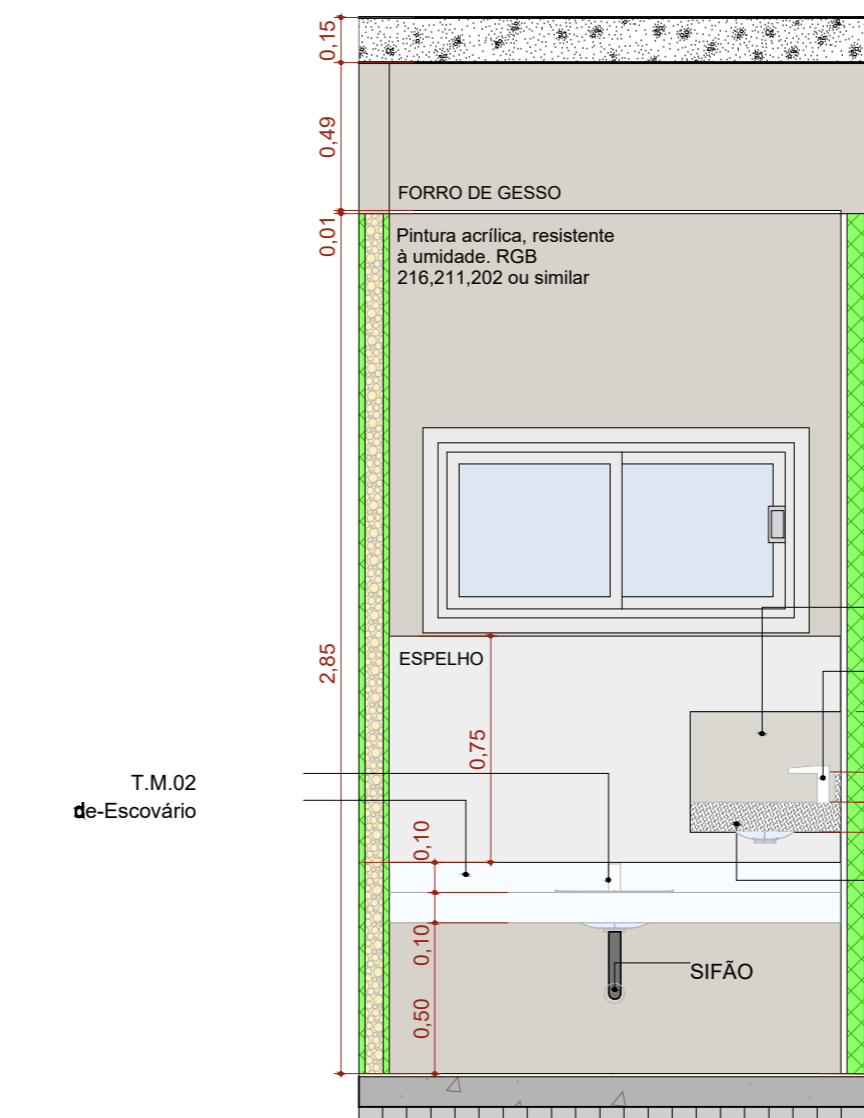 0,15
0,49
FORRO DE GESSO
0,01
Pintura acrílica, resistente
à umidade. RGB
216,211,202 ou similar
2,85
ESPELHO
0,75
T.M.02
de-Escovário
0,10
0,10
SIFÃO
0,50